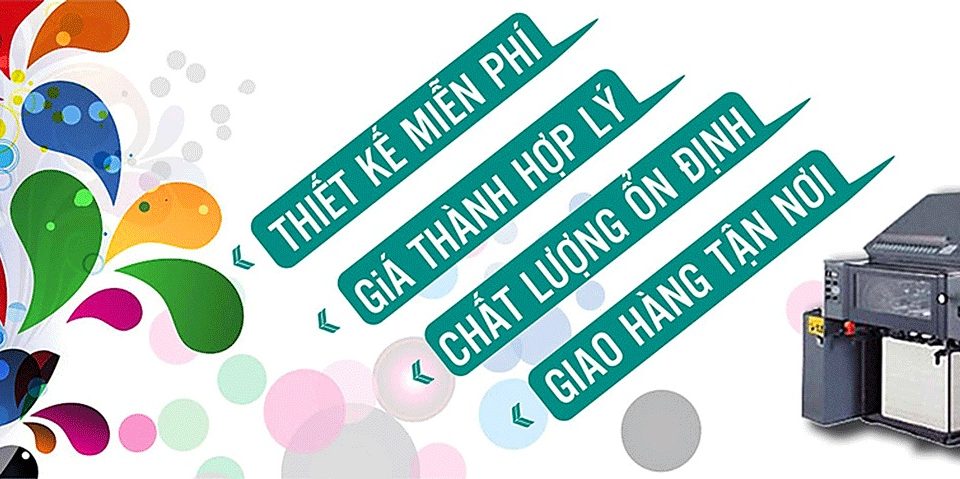 THIẾT KẾ MIỄN PHÍ
GiÁ THÀNH HỢP LÝ
CHẤT LƯỢNG ỔN ĐỊNH
GIAO HÀNG TẬN NƠI